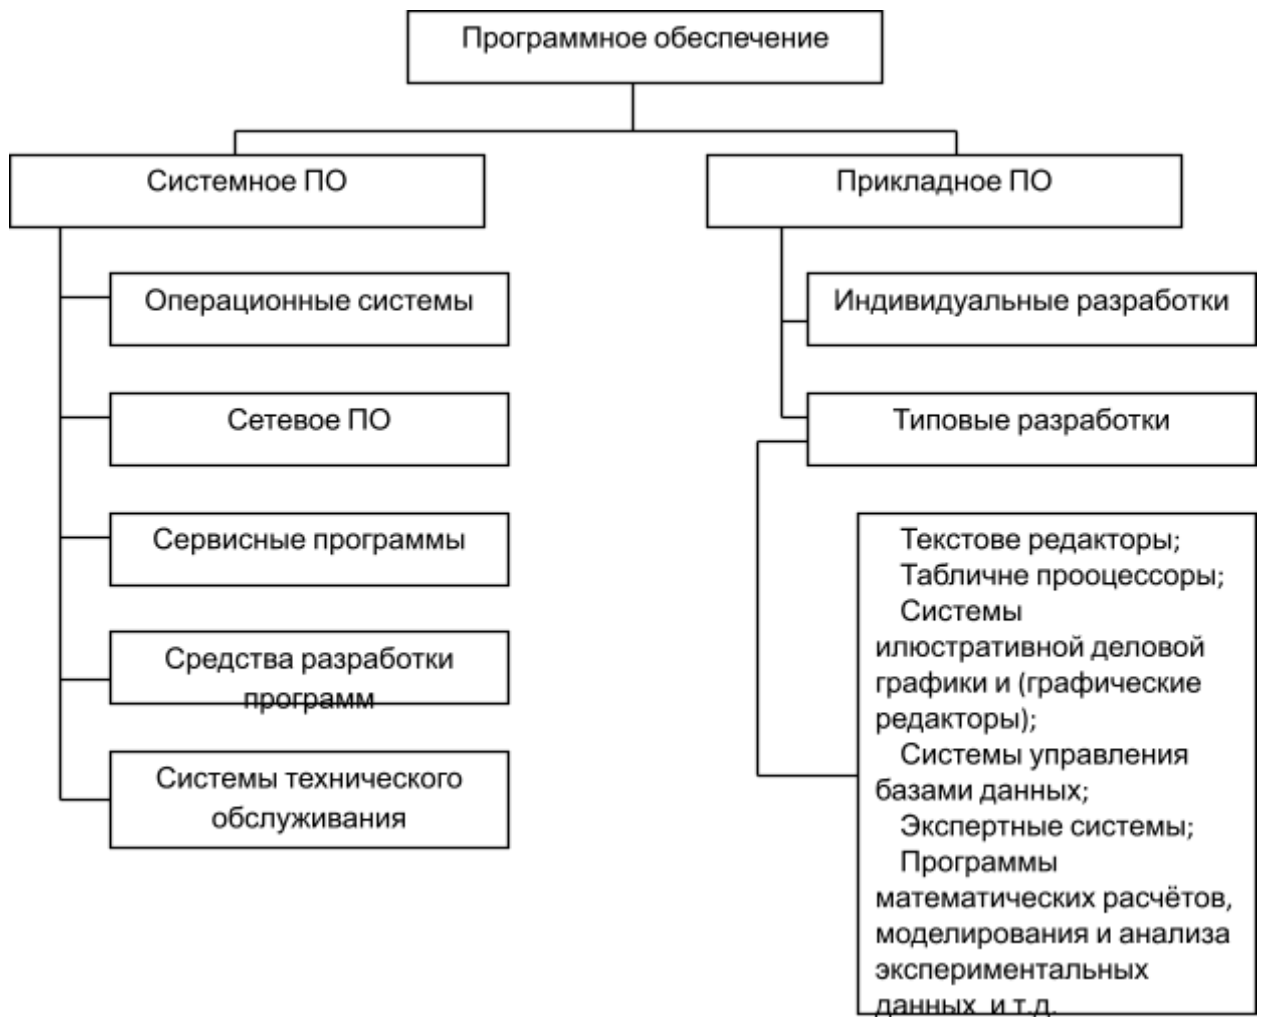 Программное обеспечение
Системное ПО
Прикладное ПО
Операционные системы
Индивидуальные разработки
Сетевое ПО
Типовые разработки
Сервисные программы
Средства разработки
программ
Системы технического
обслуживания
Текстове редакторы;
Табличне прооцессоры;
Системы
илюстративной деловой
графики и (графические
редакторы);
Системы управления
базами данных;
Экспертные системы;
Программы
математических расчётов,
моделирования и анализа
экспериментальных
данных и т.д.